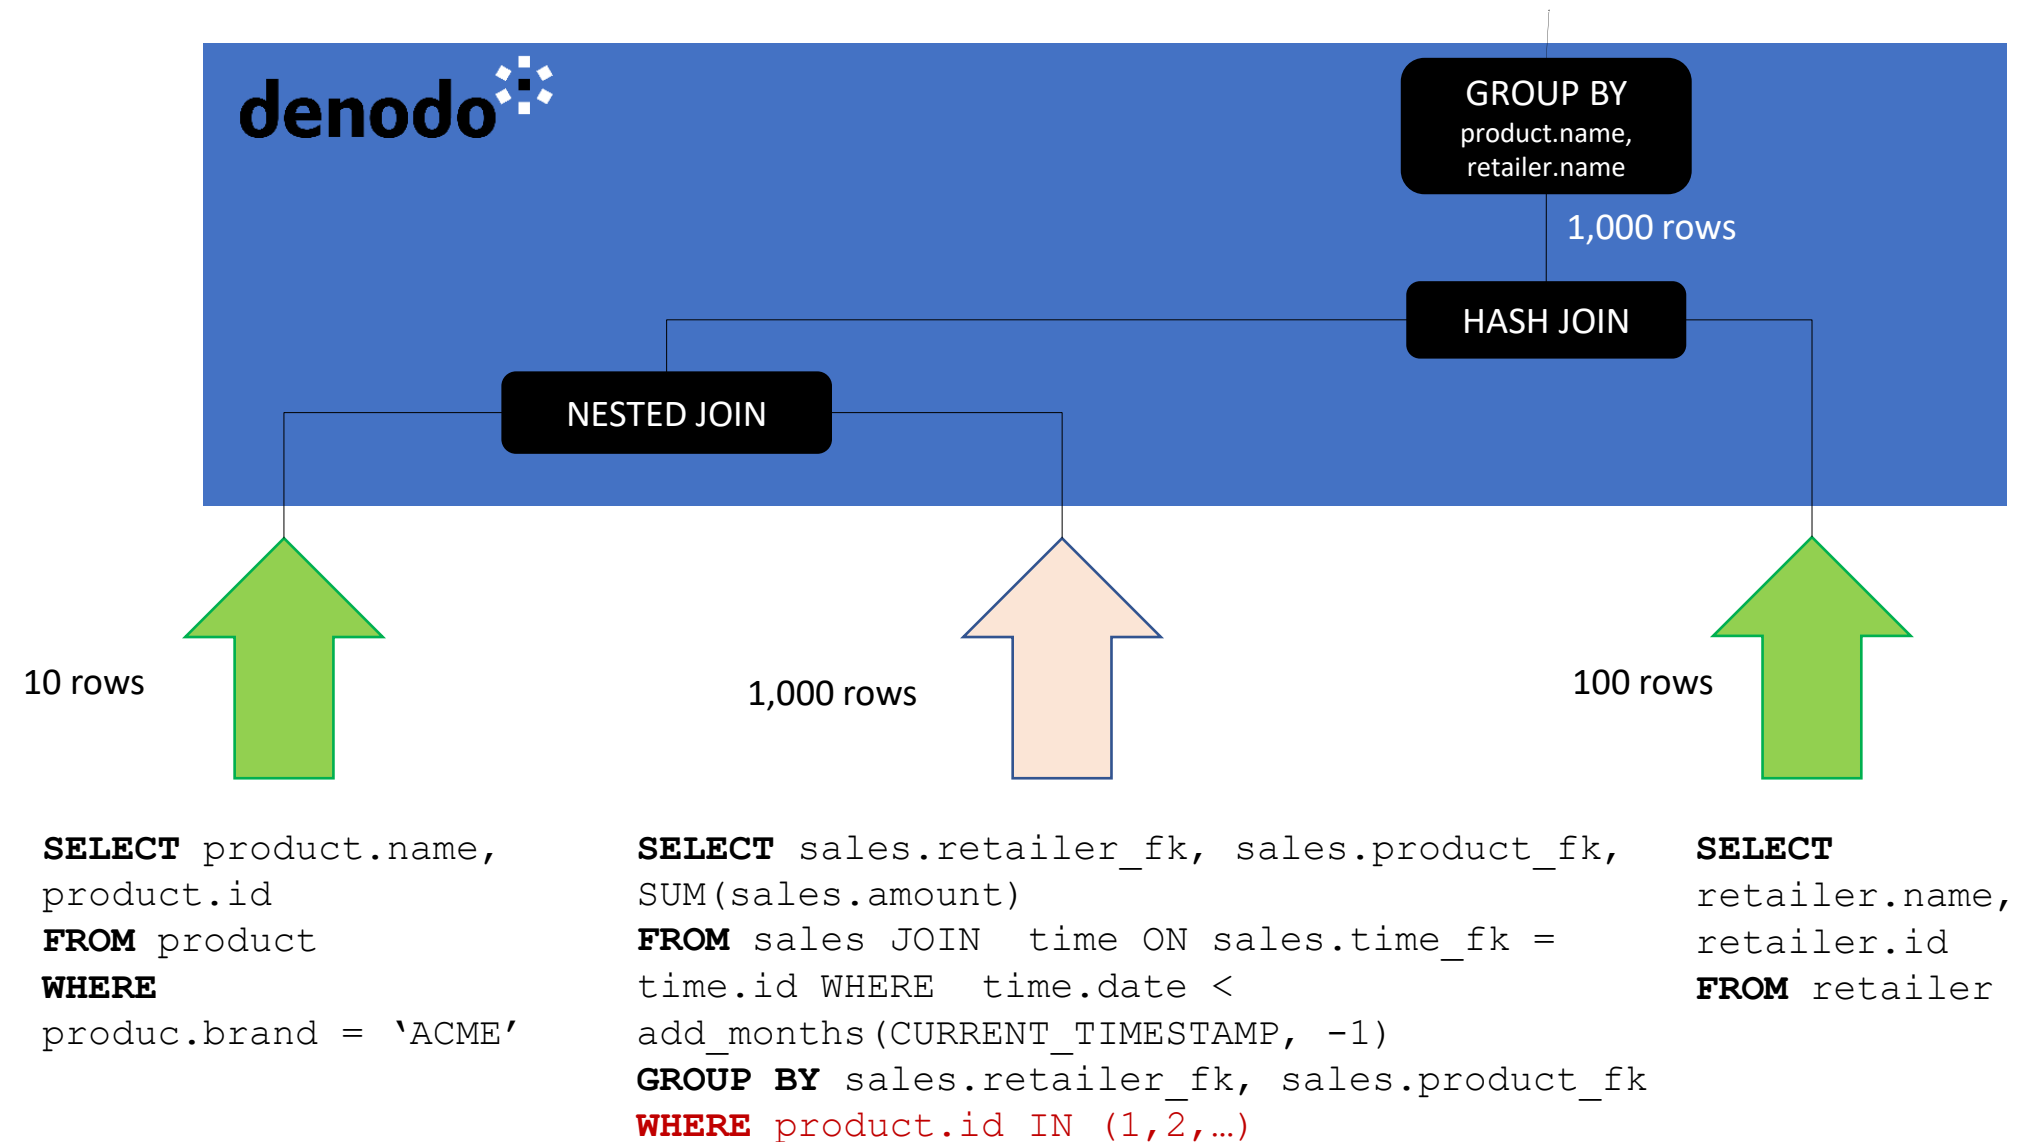 denodo
GROUP BY
product.name,
retailer.name
1,000 rows
HASH JOIN
NESTED JOIN
10 rows
1,000 rows
100 rows
SELECT product.name,
product.id
FROM product
WHERE
produc.brand = ‘ACME’
SELECT sales.retailer_fk, sales.product_fk,
SUM(sales.amount)
FROM sales JOIN  time ON sales.time_fk =
time.id WHERE  time.date <
add_months(CURRENT_TIMESTAMP, -1)
GROUP BY sales.retailer_fk, sales.product_fk
WHERE product.id IN (1,2,…)
SELECT
retailer.name,
retailer.id
FROM retailer